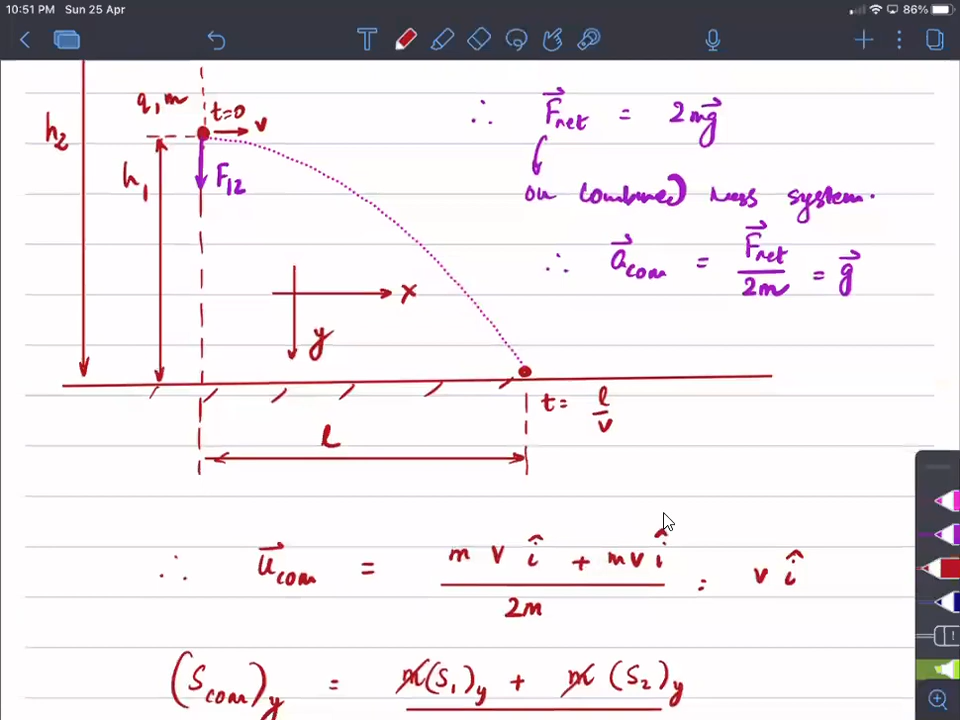 10:51 PM Sun 25 Apr 86%
q, m
t=0
v
h₂
h₁
F₁₂
∴ F⃗net = 2mg⃗
on combined mass system.
∴ a⃗com = F⃗net / 2m = g⃗
x
y
t = l/v
l
∴ u⃗com = (m v î + m v î) / 2m = v î
(Scom)y = m(S₁)y + m(S₂)y